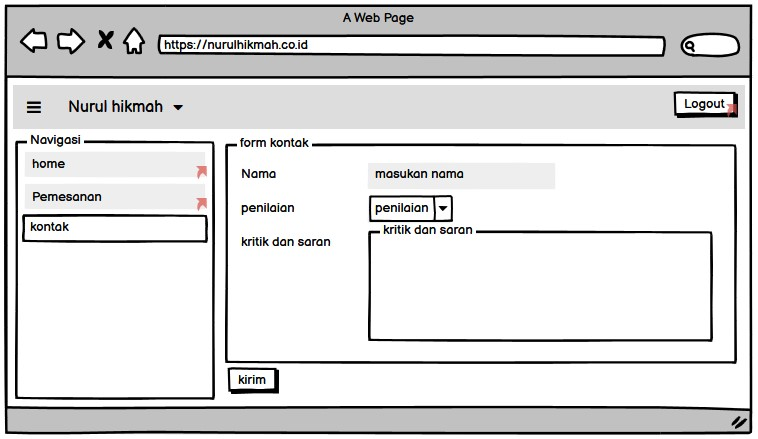 A Web Page
https://nurulhikmah.co.id
Nurul hikmah
Logout
Navigasi
home
Pemesanan
kontak
form kontak
Nama
masukan nama
penilaian
penilaian
kritik dan saran
kritik dan saran
kirim